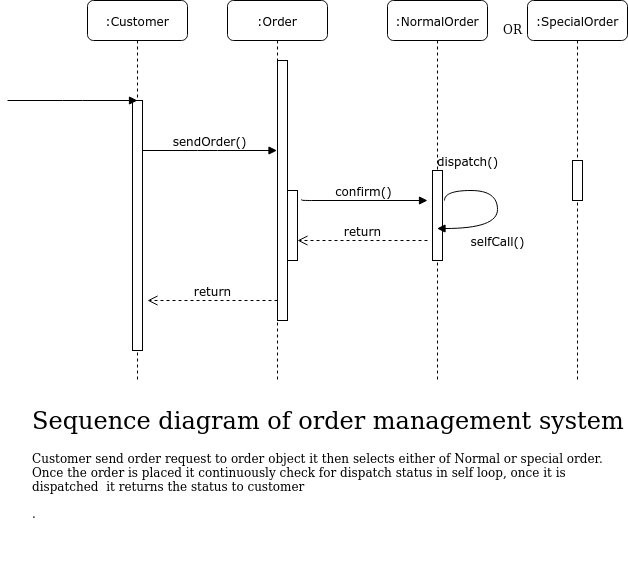 :Customer
:Order
:NormalOrder
OR
:SpecialOrder
sendOrder()
dispatch()
confirm()
return
selfCall()
return
Sequence diagram of order management system
Customer send order request to order object it then selects either of Normal or special order.
Once the order is placed it continuously check for dispatch status in self loop, once it is
dispatched  it returns the status to customer
.